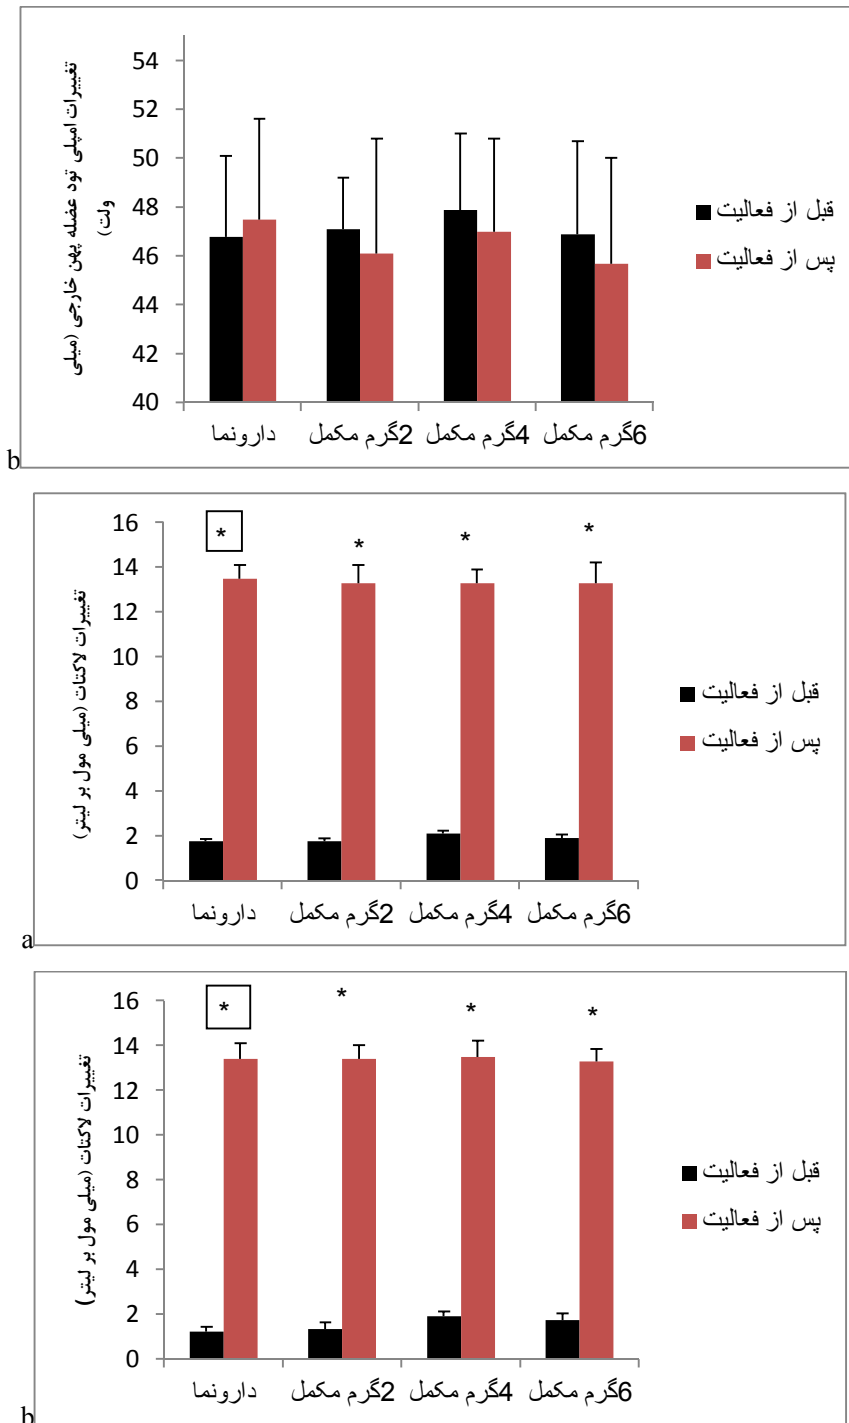 تغییرات امپلی تود عضله پهن خارجی (میلی
ولت)
54
52
50
48
46
44
42
40
دارونما
2گرم مکمل
4گرم مکمل
6گرم مکمل
قبل از فعالیت
پس از فعالیت
b
تغییرات لاکتات (میلی مول بر لیتر)
16
14
12
10
8
6
4
2
0
*
*
*
*
دارونما
2گرم مکمل
4گرم مکمل
6گرم مکمل
قبل از فعالیت
پس از فعالیت
a
تغییرات لاکتات (میلی مول بر لیتر)
16
14
12
10
8
6
4
2
0
*
*
*
*
دارونما
2گرم مکمل
4گرم مکمل
6گرم مکمل
قبل از فعالیت
پس از فعالیت
b